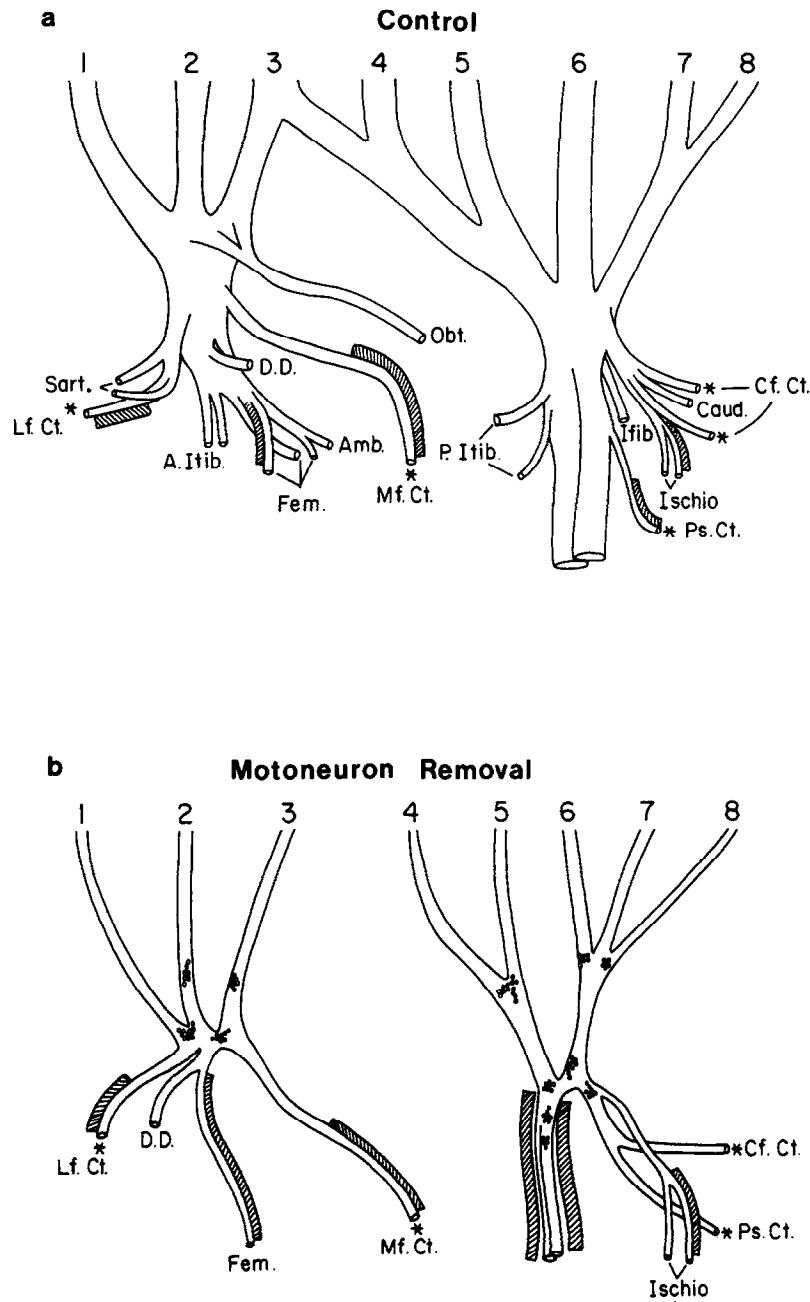 a
Control
1 2 3 4 5 6 7 8
Obt.
D.D.
Sart.
* Cf. Ct.
Lf. Ct. *
Caud.
*
Amb.
P. Itib.
Ifib
A. Itib.
Mf. Ct. *
Ischio
Fem.
* Ps. Ct.
b
Motoneuron Removal
1 2 3 4 5 6 7 8
D.D.
Lf. Ct. *
* Cf. Ct.
* Ps. Ct.
Mf. Ct. *
Fem.
Ischio